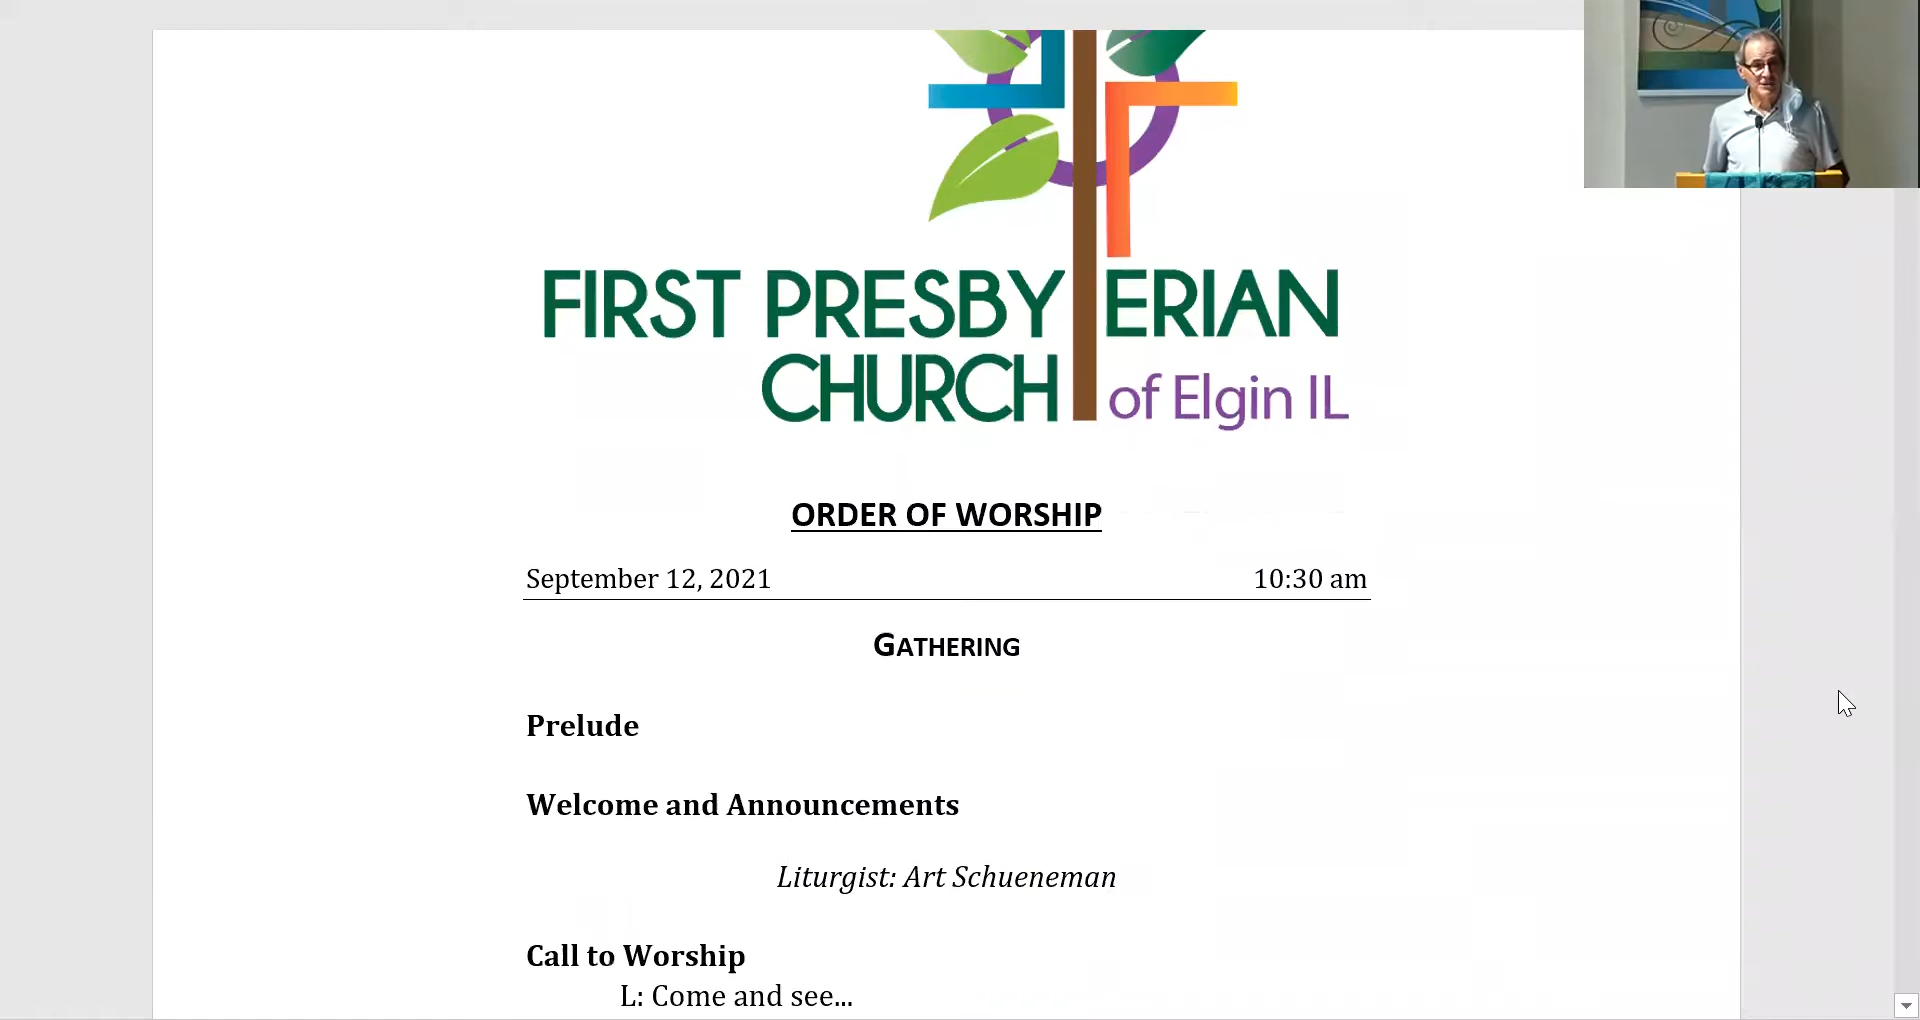 FIRST PRESBYTERIAN
CHURCH of Elgin IL
ORDER OF WORSHIP
September 12, 2021 10:30 am
GATHERING
Prelude
Welcome and Announcements
Liturgist: Art Schueneman
Call to Worship
L: Come and see...